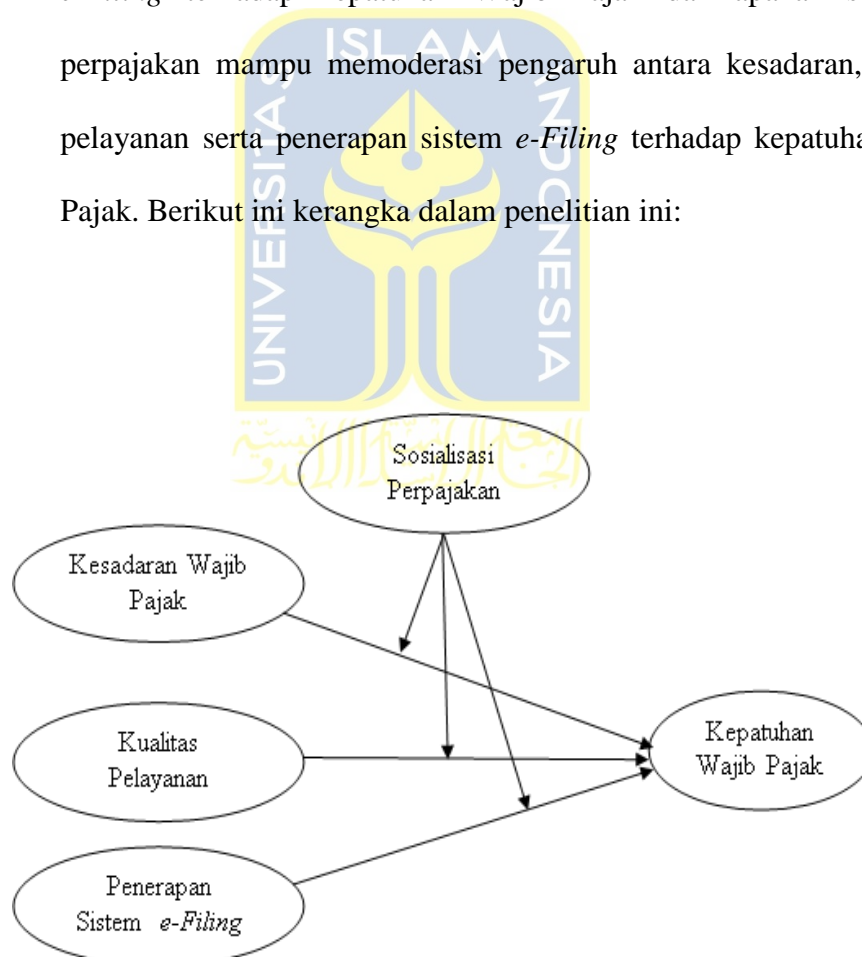 perpajakan mampu memoderasi pengaruh antara kesadaran,
pelayanan serta penerapan sistem e-Filing terhadap
Pajak. Berikut ini kerangka dalam penelitian ini:
UNIVERSITAS
ISLAM
INDONESIA
Sosialisasi
Perpajakan
Kesadaran Wajib
Pajak
Kualitas
Pelayanan
Kepatuhan
Wajib Pajak
Penerapan
Sistem e-Filing